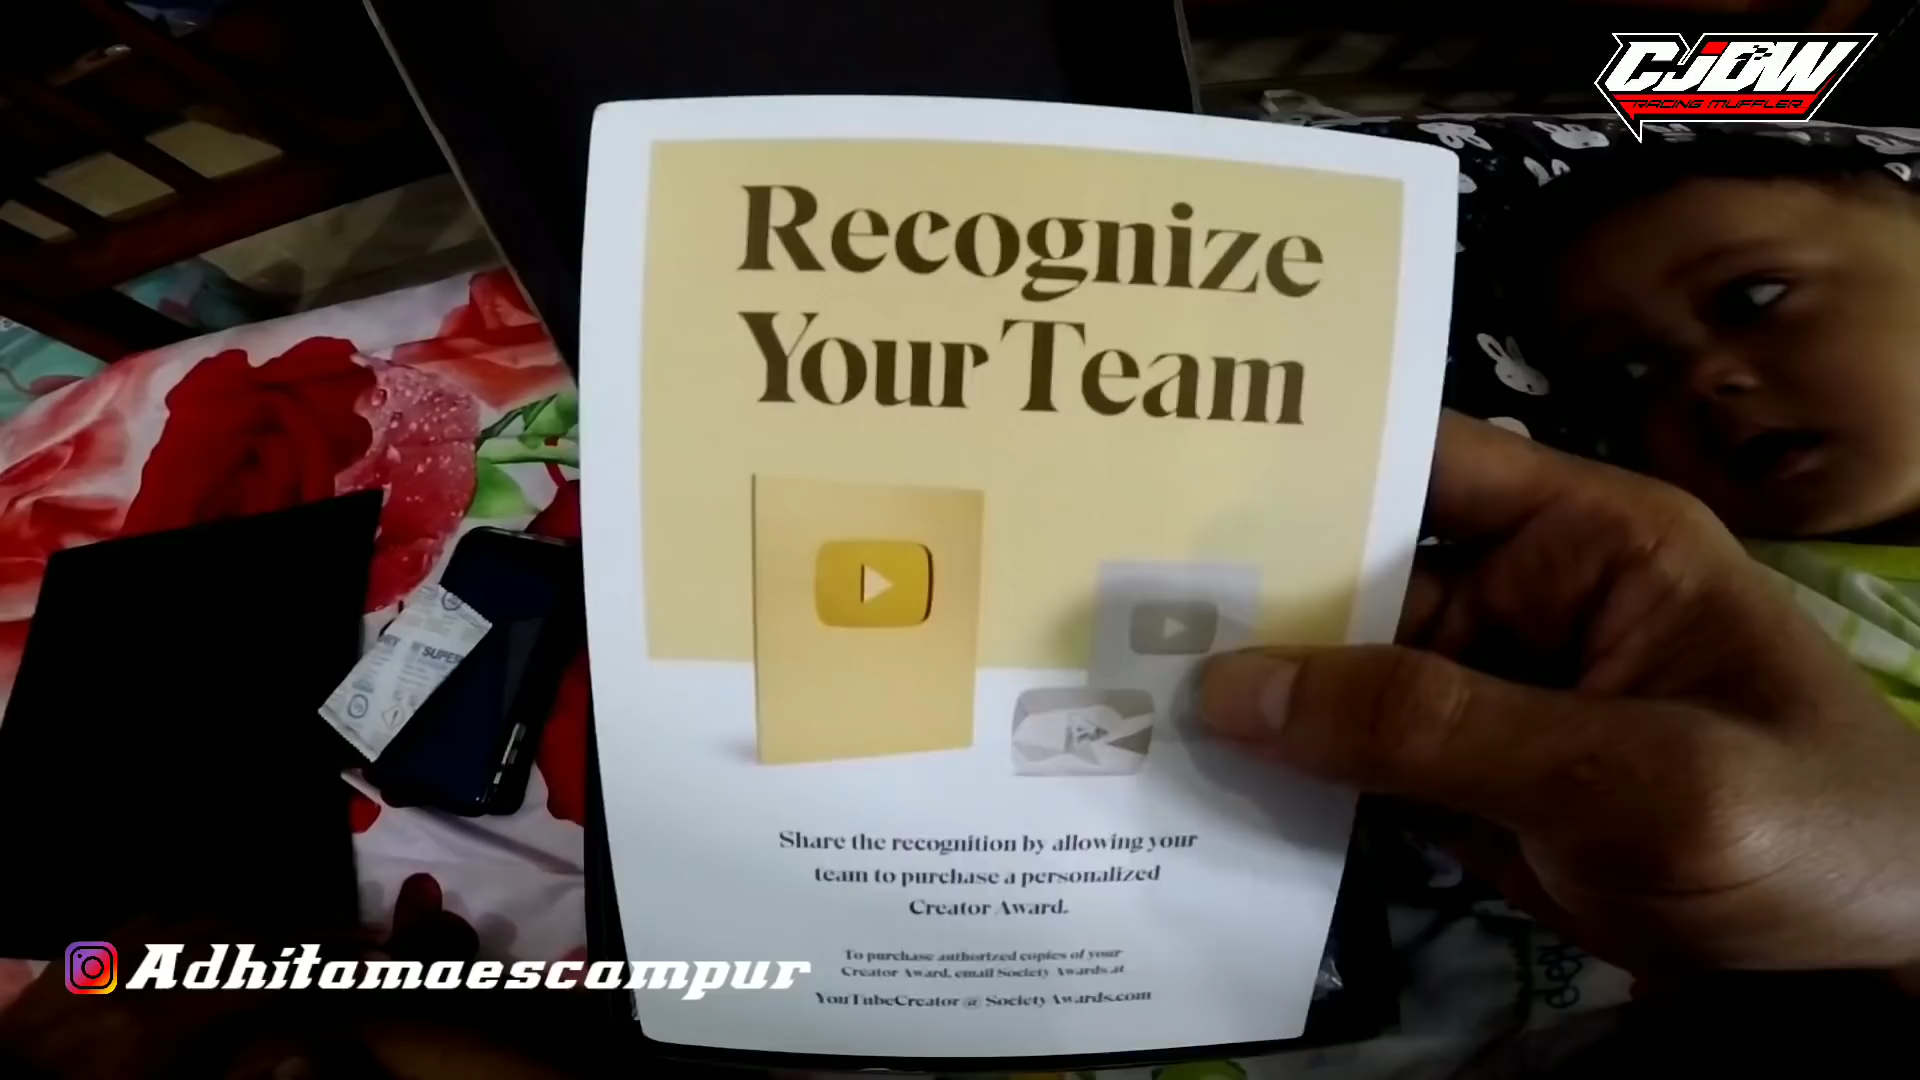 CJDW
RACING MUFFLER
Recognize
Your Team
SUPER
Share the recognition by allowing your
team to purchase a personalized
Creator Award.
To purchase authorized copies of your
Creator Award, email Society Awards at
YouTubeCreator @ SocietyAwards.com
Adhitamaescampur